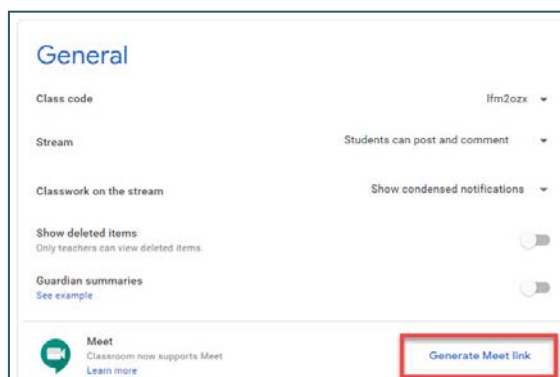 General
Class code lfm2ozx
Stream Students can post and comment
Classwork on the stream Show condensed notifications
Show deleted items
Only teachers can view deleted items.
Guardian summaries
See example
Meet
Classroom now supports Meet
Learn more
Generate Meet link